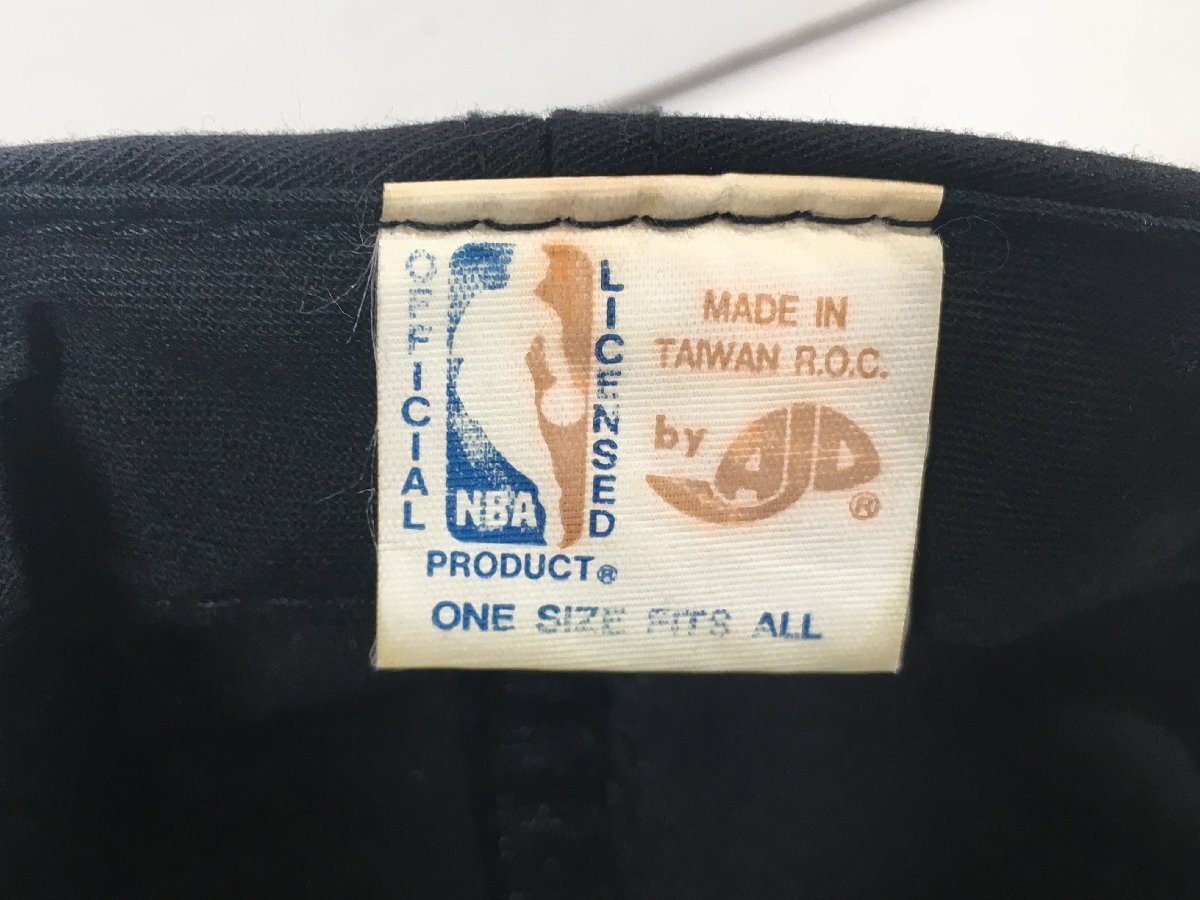 OFFICIAL
NBA
LICENSED
PRODUCT®
ONE SIZE FITS ALL
MADE IN
TAIWAN R.O.C.
by AJD®